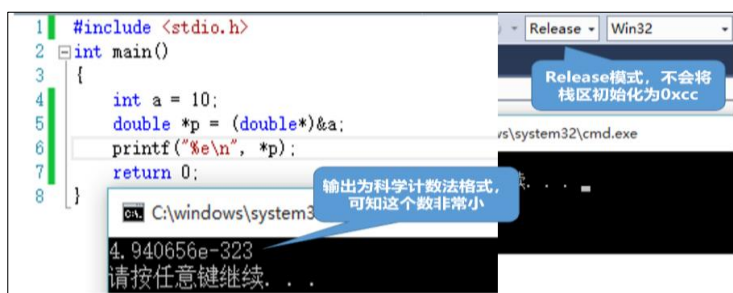 1 #include <stdio.h>
2 int main()
3 {
4 int a = 10;
5 double *p = (double*)&a;
6 printf("%e\n", *p);
7 return 0;
8 }
Release Win32
Release模式，不会将
栈区初始化为0xcc
\system32\cmd.exe
输出为科学计数法格式，
可知这个数非常小
C:\windows\system3
4.940656e-323
请按任意键继续. . .
. . .